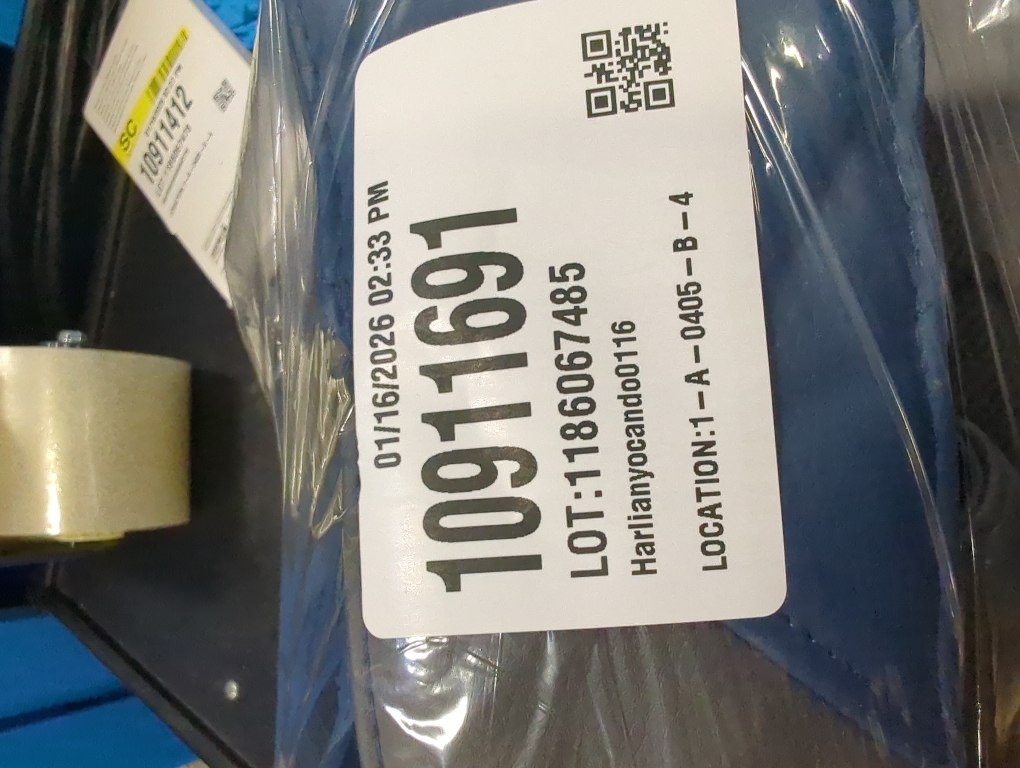 01/16/2026 02:33 PM
10911691
LOT:1186067485
Harlianyocando0116
LOCATION:1-A-0405-B-4
SC
10911412